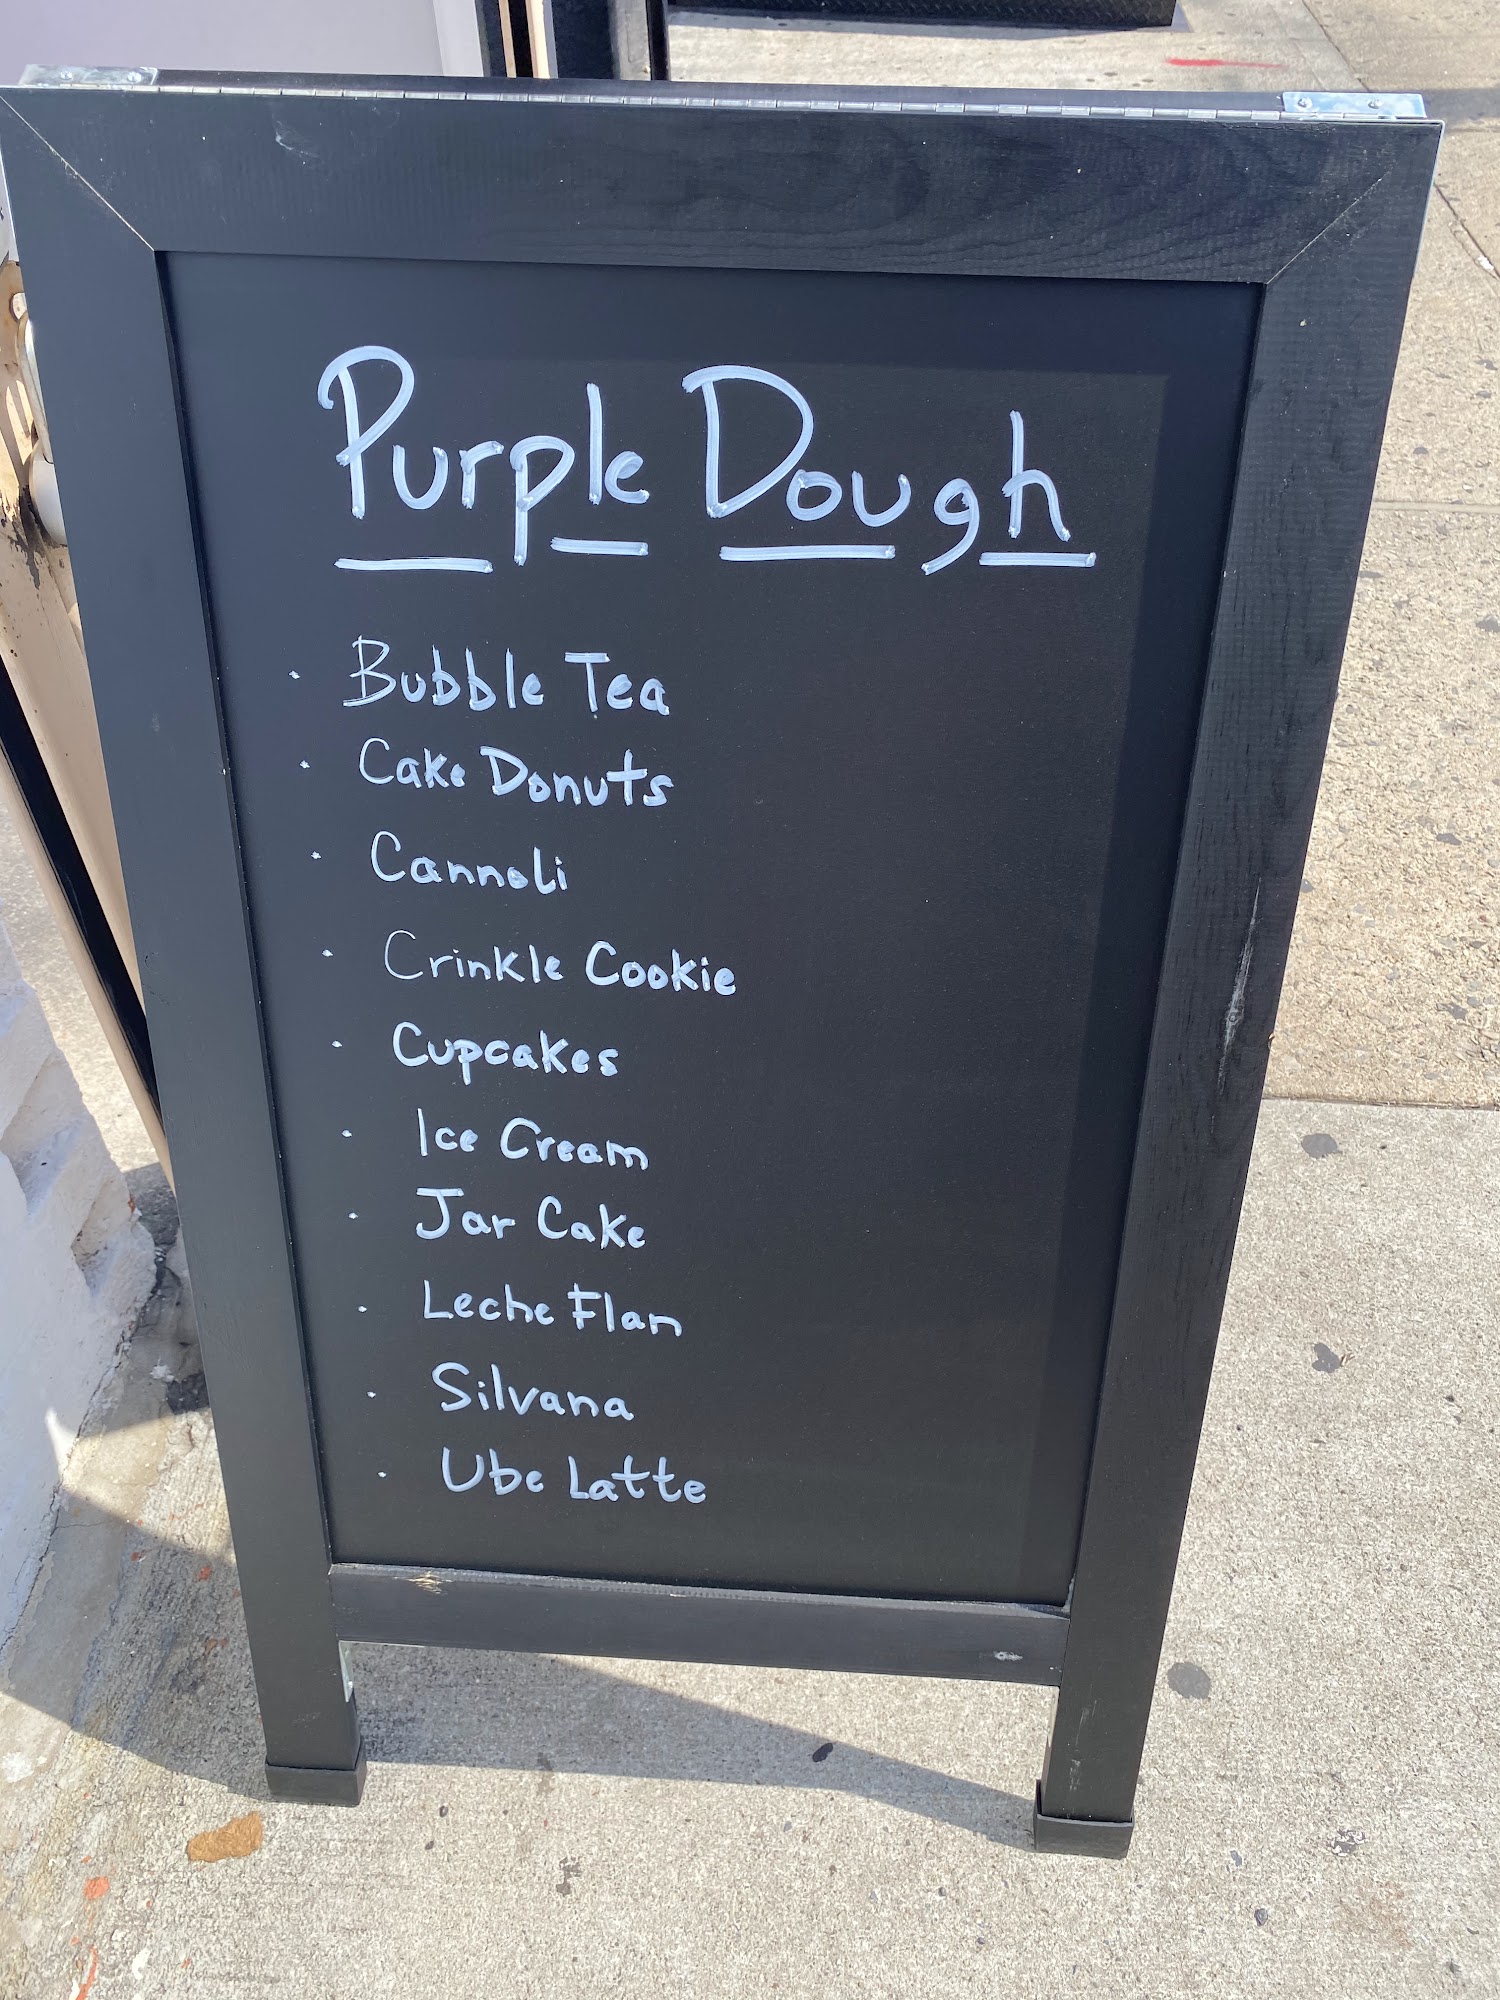 Purple Dough
· Bubble Tea
· Cake Donuts
· Cannoli
· Crinkle Cookie
· Cupcakes
· Ice Cream
· Jar Cake
· Leche Flan
· Silvana
· Ube Latte